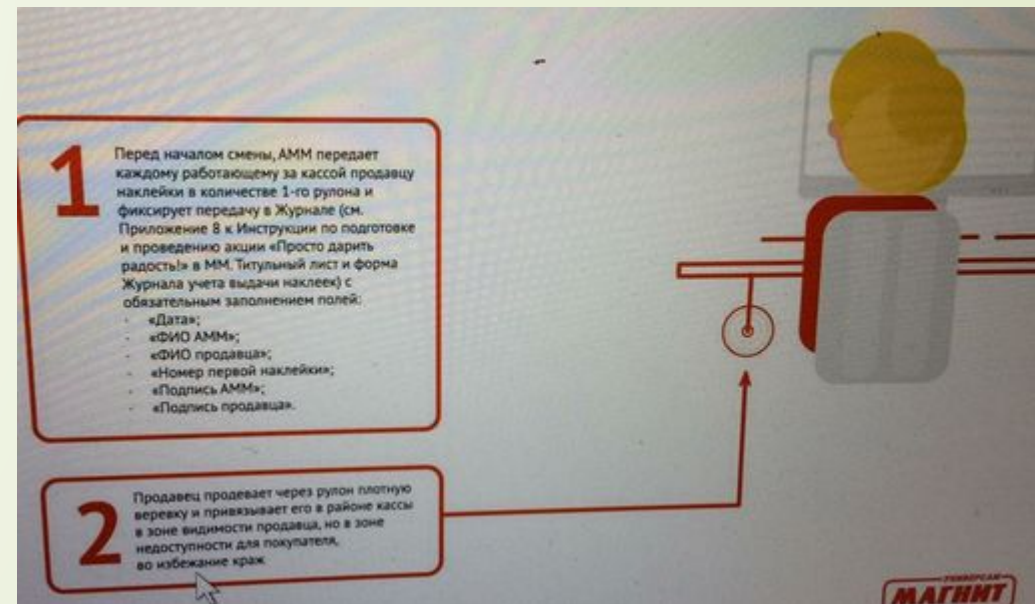 1
Перед началом смены, АММ передает
каждому работающему за кассой продавцу
наклейки в количестве 1-го рулона и
фиксирует передачу в Журнале (см.
Приложение 8 к Инструкции по подготовке
и проведению акции «Просто дарить
радость!» в ММ. Титульный лист и форма
Журнала учета выдачи наклеек) с
обязательным заполнением полей:
- «Дата»;
- «ФИО АММ»;
- «ФИО продавца»;
- «Номер первой наклейки»;
- «Подпись АММ»;
- «Подпись продавца».
2
Продавец продевает через рулон плотную
веревку и привязывает его в районе кассы
в зоне видимости продавца, но в зоне
недоступности для покупателя,
во избежание краж
УНИВЕРСАМ
МАГНИТ